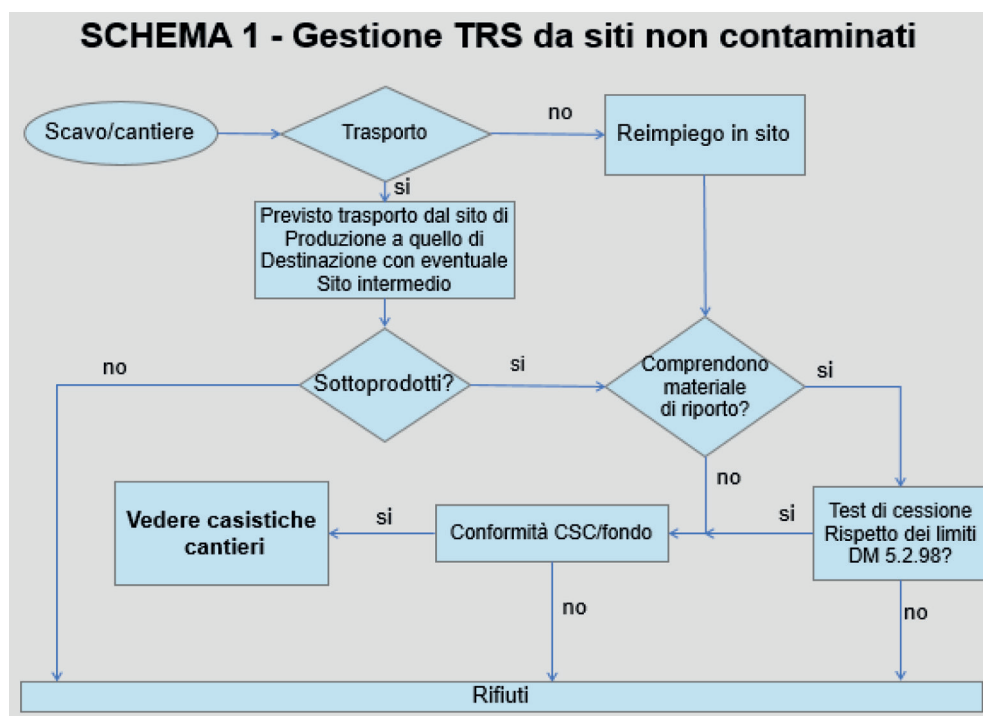 SCHEMA 1 - Gestione TRS da siti non contaminati
Scavo/cantiere
Trasporto
no
Reimpiego in sito
si
Previsto trasporto dal sito di
Produzione a quello di
Destinazione con eventuale
Sito intermedio
no
Sottoprodotti?
si
Comprendono
materiale
di riporto?
si
no
Vedere casistiche
cantieri
si
Conformità CSC/fondo
si
Test di cessione
Rispetto dei limiti
DM 5.2.98?
no
no
Rifiuti